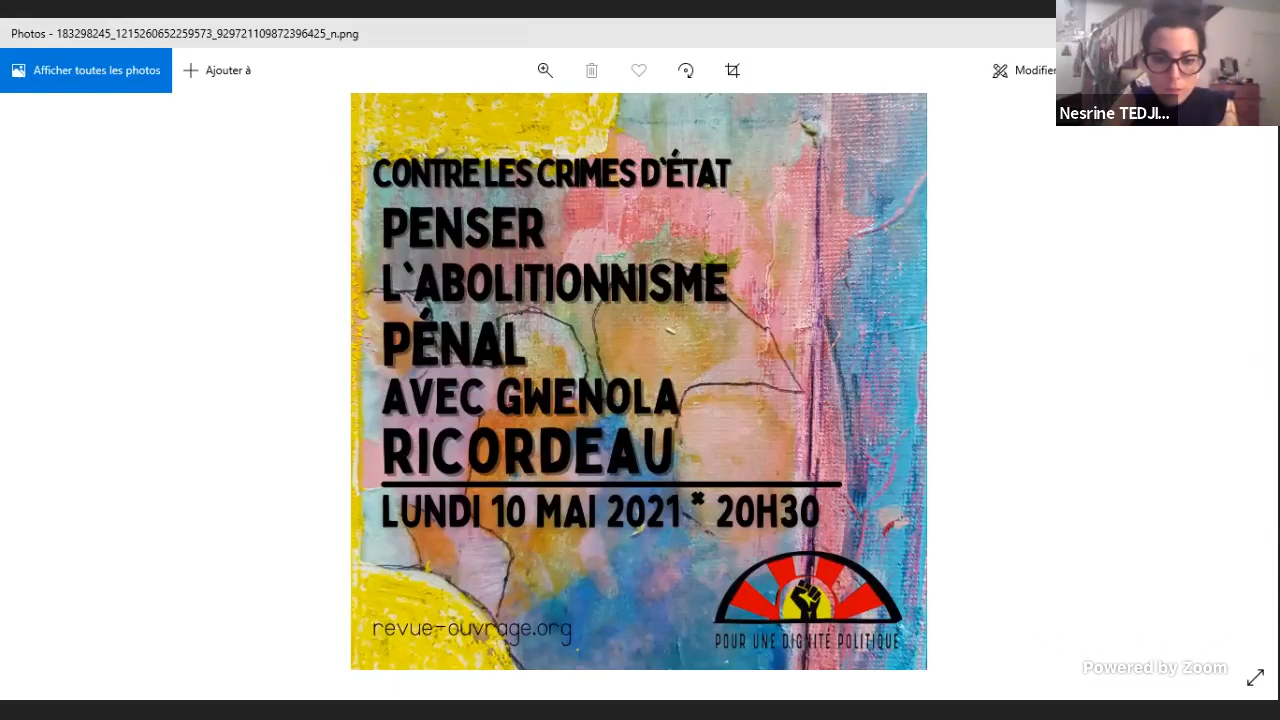 Photos - 183298245_1215260652259573_929721109872396425_n.png
Afficher toutes les photos
Ajouter à
Modifier
Nesrine TEDJI...
CONTRE LES CRIMES D'ÉTAT
PENSER
L'ABOLITIONNISME
PÉNAL
AVEC GWENOLA
RICORDEAU
LUNDI 10 MAI 2021 * 20H30
revue-ouvrage.org
POUR UNE DIGNITÉ POLITIQUE
Powered by Zoom